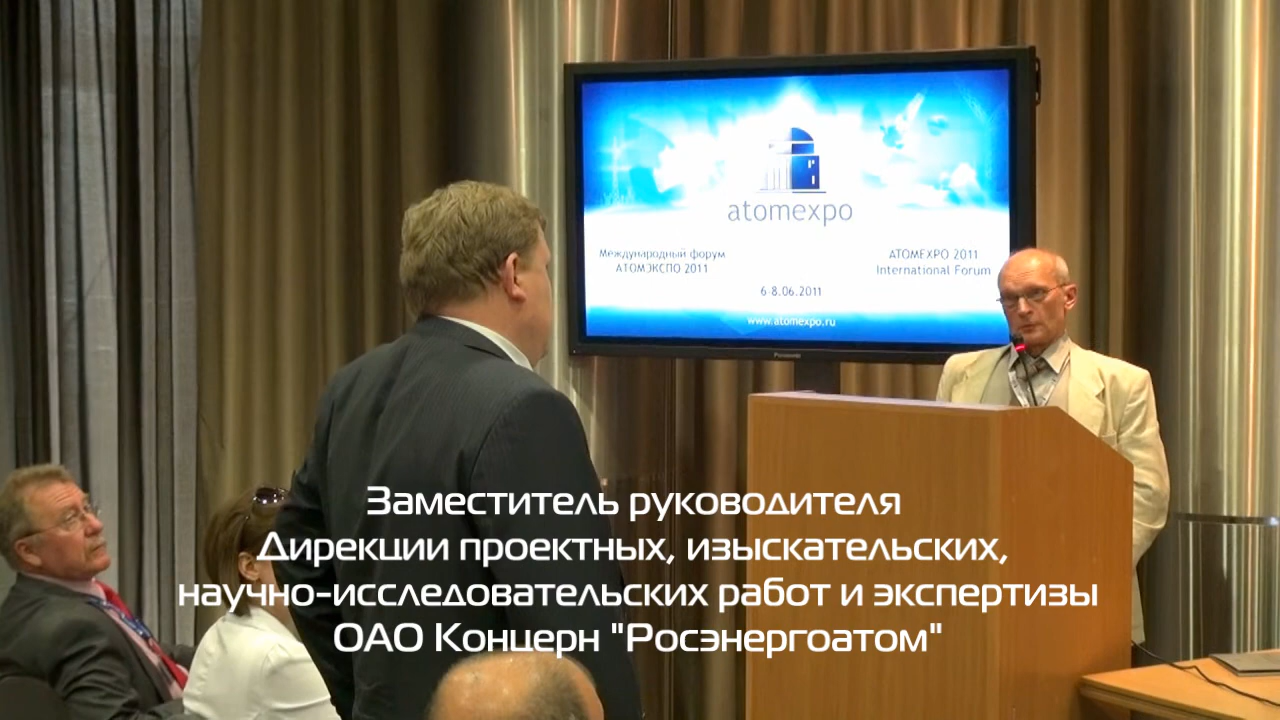 atomexpo
Международный форум
АТОМЭКСПО 2011
ATOMEXPO 2011
International Forum
6-8.06.2011
www.atomexpo.ru
Panasonic
Заместитель руководителя
Дирекции проектных, изыскательских,
научно-исследовательских работ и экспертизы
ОАО Концерн "Росэнергоатом"